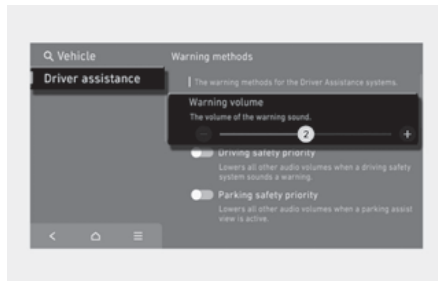 Vehicle
Warning methods
Driver assistance
The warning methods for the Driver Assistance systems.
Warning volume
The volume of the warning sound.
2
Driving safety priority
Lowers all other audio volumes when a driving safety
system sounds a warning.
Parking safety priority
Lowers all other audio volumes when a parking assist
view is active.